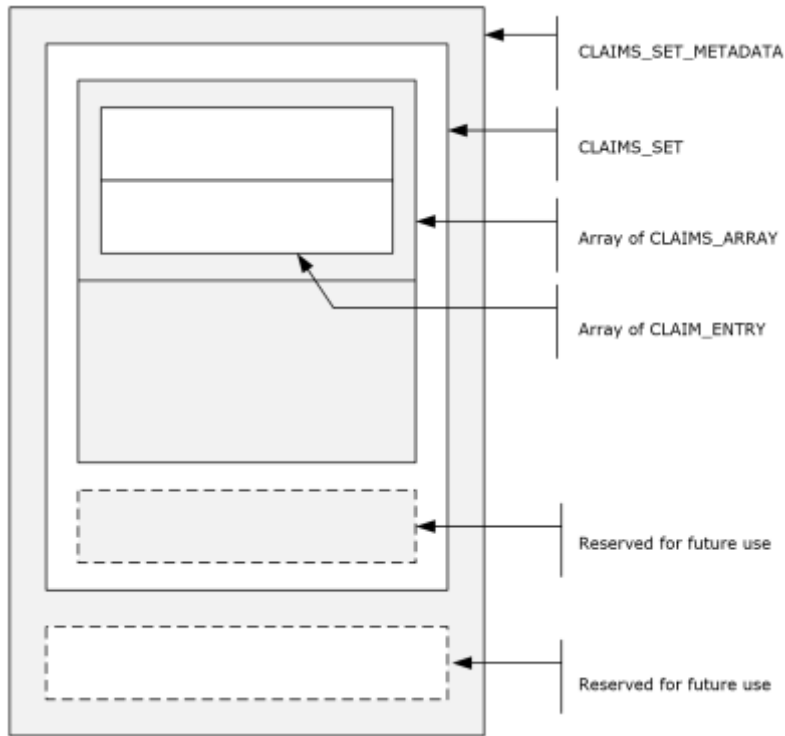 CLAIMS_SET_METADATA
CLAIMS_SET
Array of CLAIMS_ARRAY
Array of CLAIM_ENTRY
Reserved for future use
Reserved for future use